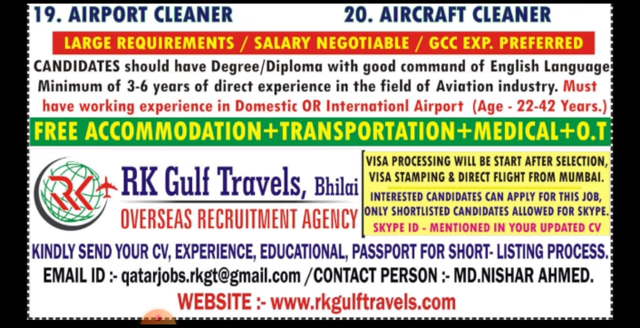 19. AIRPORT CLEANER 20. AIRCRAFT CLEANER
LARGE REQUIREMENTS / SALARY NEGOTIABLE / GCC EXP. PREFERRED
CANDIDATES should have Degree/Diploma with good command of English Language
Minimum of 3-6 years of direct experience in the field of Aviation industry. Must
have working experience in Domestic OR Internationl Airport (Age - 22-42 Years.)
FREE ACCOMMODATION+TRANSPORTATION+MEDICAL+O.T
RK
RK Gulf Travels, Bhilai
OVERSEAS RECRUITMENT AGENCY
VISA PROCESSING WILL BE START AFTER SELECTION,
VISA STAMPING & DIRECT FLIGHT FROM MUMBAI.
INTERESTED CANDIDATES CAN APPLY FOR THIS JOB,
ONLY SHORTLISTED CANDIDATES ALLOWED FOR SKYPE.
SKYPE ID - MENTIONED IN YOUR UPDATED CV
KINDLY SEND YOUR CV, EXPERIENCE, EDUCATIONAL, PASSPORT FOR SHORT- LISTING PROCESS.
EMAIL ID :- qatarjobs.rkgt@gmail.com /CONTACT PERSON :- MD.NISHAR AHMED.
WEBSITE :- www.rkgulftravels.com